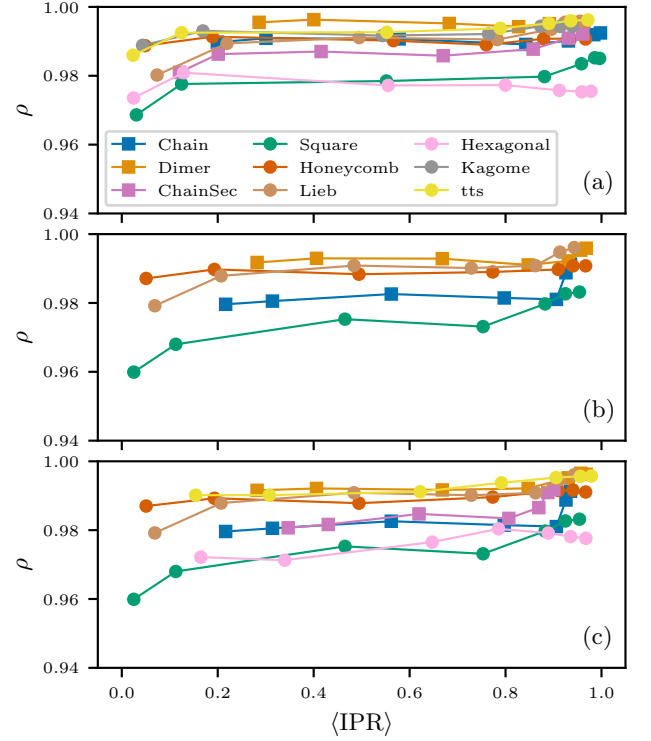 1.00
0.98
0.96
0.94
ρ
Chain
Dimer
ChainSec
Square
Honeycomb
Lieb
Hexagonal
Kagome
tts
(a)
1.00
0.98
0.96
0.94
ρ
(b)
1.00
0.98
0.96
0.94
ρ
(c)
0.0 0.2 0.4 0.6 0.8 1.0
⟨IPR⟩